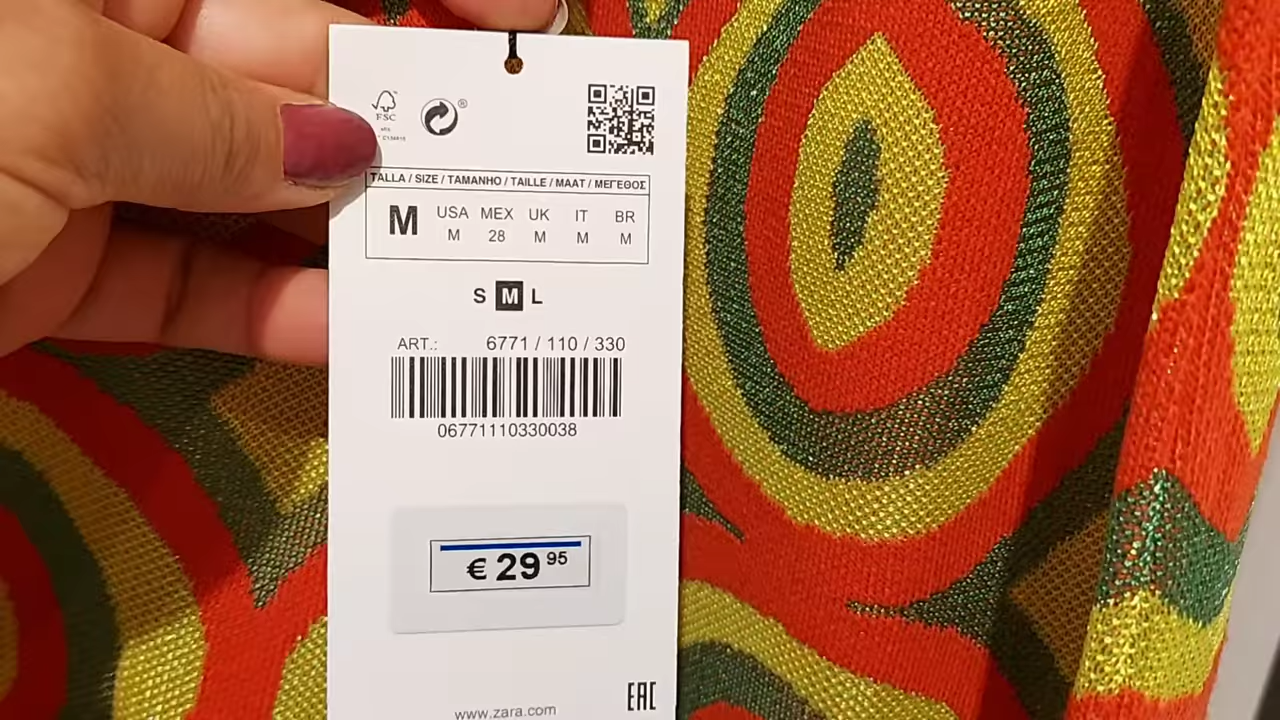 FSC
®
TALLA / SIZE / TAMANHO / TAILLE / MAAT / ΜΕΓΕΘΟΣ
M USA MEX UK IT BR
M 28 M M M
S M L
ART.: 6771 / 110 / 330
06771110330038
€ 29 95
www.zara.com
EAC